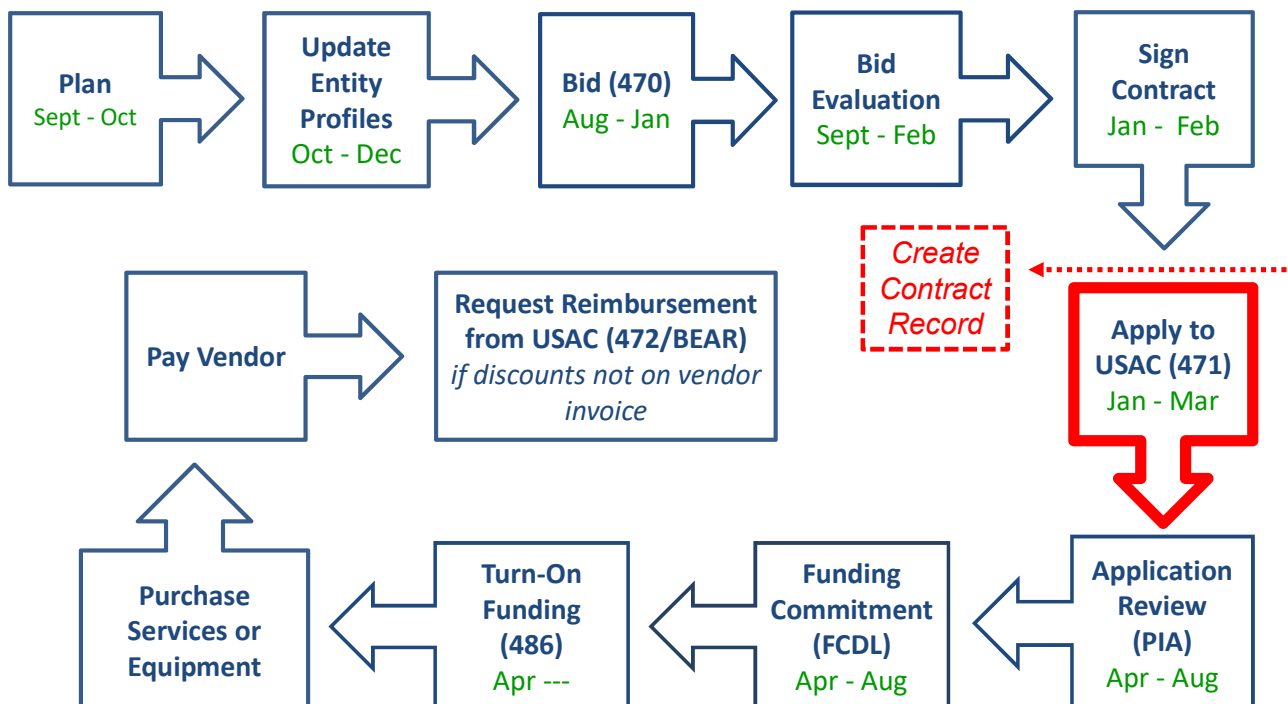 Plan
Sept - Oct
Update
Entity
Profiles
Oct - Dec
Bid (470)
Aug - Jan
Bid
Evaluation
Sept - Feb
Sign
Contract
Jan -  Feb
Create
Contract
Record
Apply to
USAC (471)
Jan - Mar
Application
Review
(PIA)
Apr - Aug
Funding
Commitment
(FCDL)
Apr - Aug
Turn-On
Funding
(486)
Apr ---
Purchase
Services or
Equipment
Pay Vendor
Request Reimbursement
from USAC (472/BEAR)
if discounts not on vendor
invoice